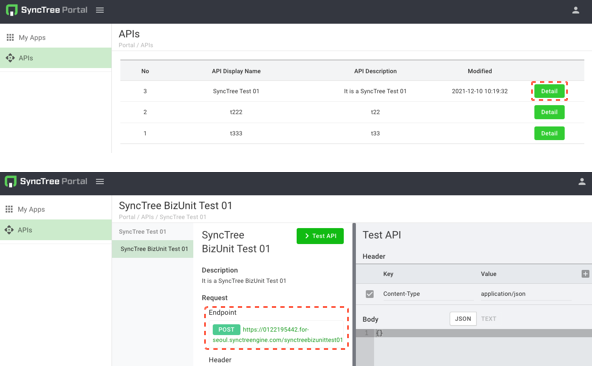 SyncTree Portal
My Apps
APIs
APIs
Portal / APIs
No API Display Name API Description Modified
3 SyncTree Test 01 It is a SyncTree Test 01 2021-12-10 10:19:32 Detail
2 t222 t22 Detail
1 t333 t33 Detail
SyncTree Portal
My Apps
APIs
SyncTree BizUnit Test 01
Portal / APIs / SyncTree Test 01
SyncTree Test 01
SyncTree BizUnit Test 01
SyncTree
BizUnit Test 01
> Test API
Description
It is a SyncTree BizUnit Test 01
Request
Endpoint
POST https://0122195442.for-
seoul.synctreengine.com/synctreebizunittest01
Header
Test API
Header
Key Value
Content-Type application/json
Body JSON TEXT
1 {}